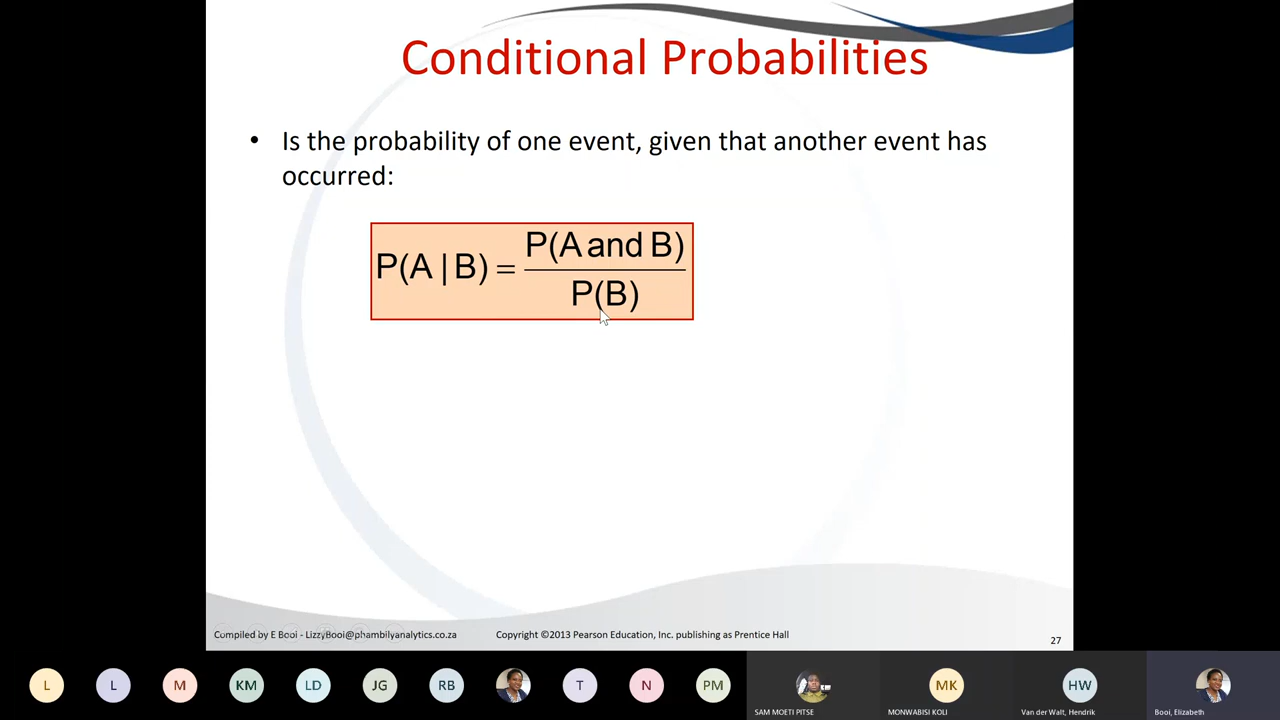 Conditional Probabilities
• Is the probability of one event, given that another event has
occurred:
P(A | B) = P(A and B) / P(B)
Compiled by E Booi - LizzyBooi@phambilyanalytics.co.za
Copyright ©2013 Pearson Education, Inc. publishing as Prentice Hall
27
L L M KM LD JG RB T N PM MK HW
SAM MOETI PITSE
MONWABISI KOLI
Van der Walt, Hendrik
Booi, Elizabeth